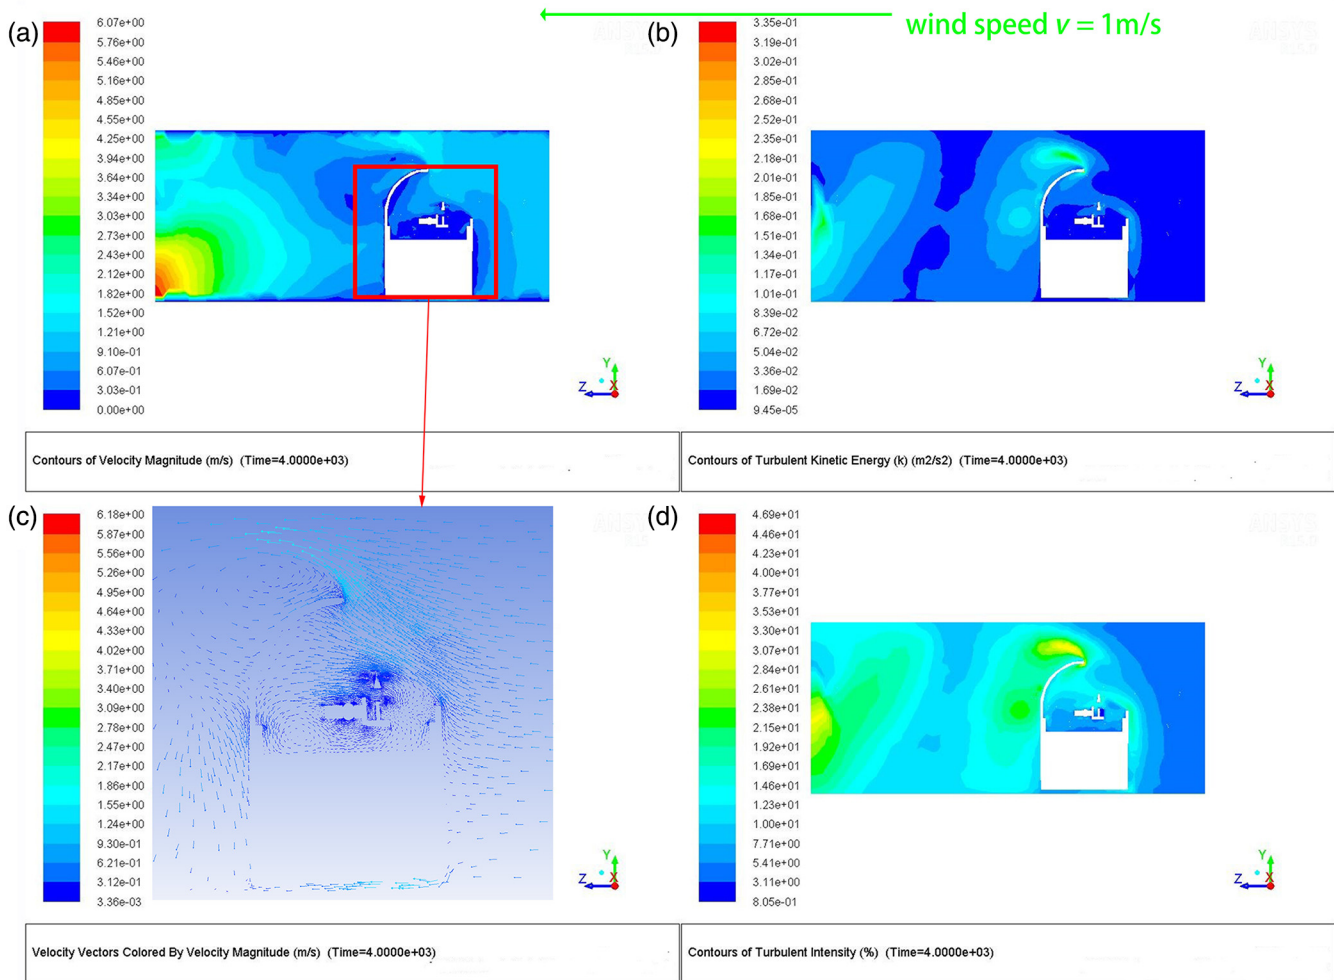 wind speed v = 1m/s
(a)
6.07e+00
5.76e+00
5.46e+00
5.16e+00
4.85e+00
4.55e+00
4.25e+00
3.94e+00
3.64e+00
3.34e+00
3.03e+00
2.73e+00
2.43e+00
2.12e+00
1.82e+00
1.52e+00
1.21e+00
9.10e-01
6.07e-01
3.03e-01
0.00e+00
Y
Z
X
Contours of Velocity Magnitude (m/s) (Time=4.0000e+03)
(b)
3.35e-01
3.19e-01
3.02e-01
2.85e-01
2.68e-01
2.52e-01
2.35e-01
2.18e-01
2.01e-01
1.85e-01
1.68e-01
1.51e-01
1.34e-01
1.17e-01
1.01e-01
8.39e-02
6.72e-02
5.04e-02
3.36e-02
1.69e-02
9.45e-05
Y
Z
X
Contours of Turbulent Kinetic Energy (k) (m2/s2) (Time=4.0000e+03)
(c)
6.18e+00
5.87e+00
5.56e+00
5.26e+00
4.95e+00
4.64e+00
4.33e+00
4.02e+00
3.71e+00
3.40e+00
3.09e+00
2.78e+00
2.47e+00
2.17e+00
1.86e+00
1.55e+00
1.24e+00
9.30e-01
6.21e-01
3.12e-01
3.36e-03
Y
Z
X
Velocity Vectors Colored By Velocity Magnitude (m/s) (Time=4.0000e+03)
(d)
4.69e+01
4.46e+01
4.23e+01
4.00e+01
3.77e+01
3.53e+01
3.30e+01
3.07e+01
2.84e+01
2.61e+01
2.38e+01
2.15e+01
1.92e+01
1.69e+01
1.46e+01
1.23e+01
1.00e+01
7.71e+00
5.41e+00
3.11e+00
8.05e-01
Y
Z
X
Contours of Turbulent Intensity (%) (Time=4.0000e+03)